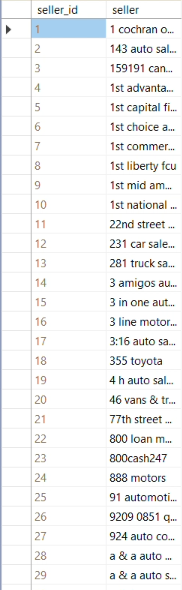 seller_id seller
1 1 cochran o...
2 143 auto sal...
3 159191 can...
4 1st advanta...
5 1st capital fi...
6 1st choice a...
7 1st commer...
8 1st liberty fcu
9 1st mid am...
10 1st national ...
11 22nd street ...
12 231 car sale...
13 281 truck sa...
14 3 amigos au...
15 3 in one aut...
16 3 line motor...
17 3:16 auto sa...
18 355 toyota
19 4 h auto sal...
20 46 vans & tr...
21 77th street ...
22 800 loan m...
23 800cash247
24 888 motors
25 91 automoti...
26 9209 0851 q...
27 924 auto co...
28 a & a auto ...
29 a & a auto s...